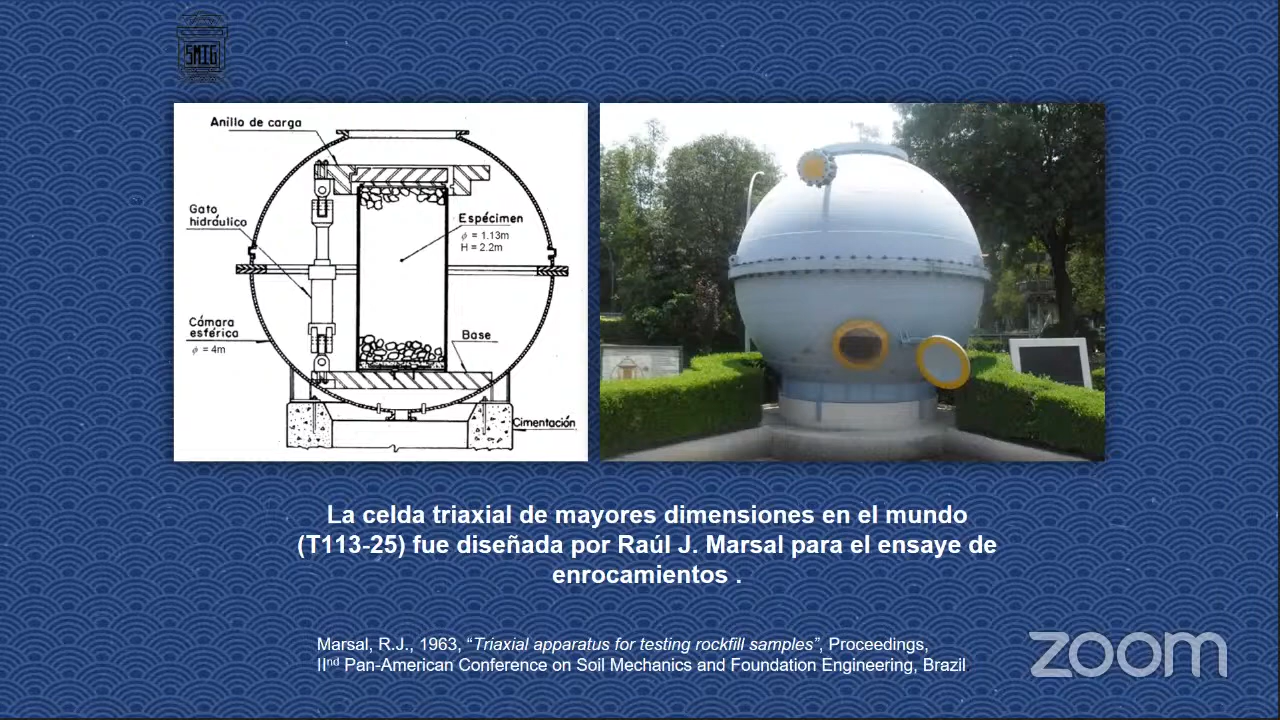 SMIG
Anillo de carga
Gato
hidráulico
Espécimen
ϕ = 1.13m
H = 2.2m
Cámara
esférica
ϕ = 4m
Base
Cimentación
La celda triaxial de mayores dimensiones en el mundo
(T113-25) fue diseñada por Raúl J. Marsal para el ensaye de
enrocamientos .
Marsal, R.J., 1963, “Triaxial apparatus for testing rockfill samples”, Proceedings,
IInd Pan-American Conference on Soil Mechanics and Foundation Engineering, Brazil
zoom